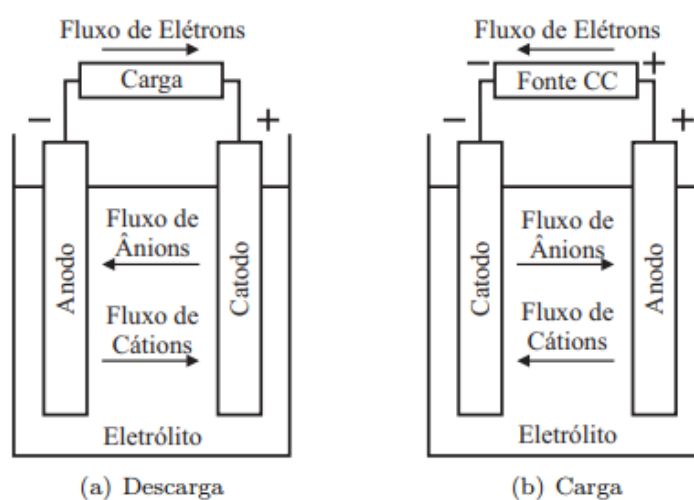 Fluxo de Elétrons
Carga
−
+
Anodo
Fluxo de
Ânions
Fluxo de
Cátions
Catodo
Eletrólito
(a) Descarga
Fluxo de Elétrons
−
Fonte CC
+
−
+
Catodo
Fluxo de
Ânions
Fluxo de
Cátions
Anodo
Eletrólito
(b) Carga